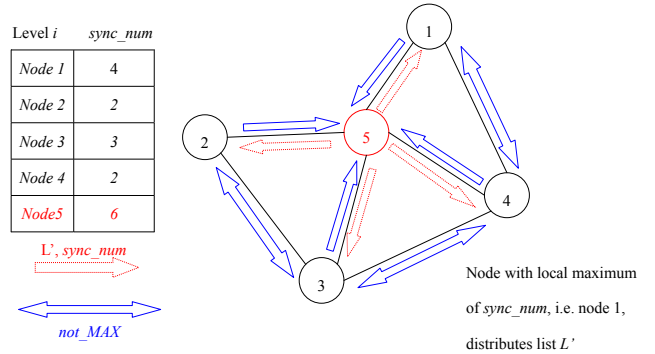 Level i sync_num
Node 1 4
Node 2 2
Node 3 3
Node 4 2
Node5 6
L', sync_num
not_MAX
1
2
5
4
3
Node with local maximum
of sync_num, i.e. node 1,
distributes list L'